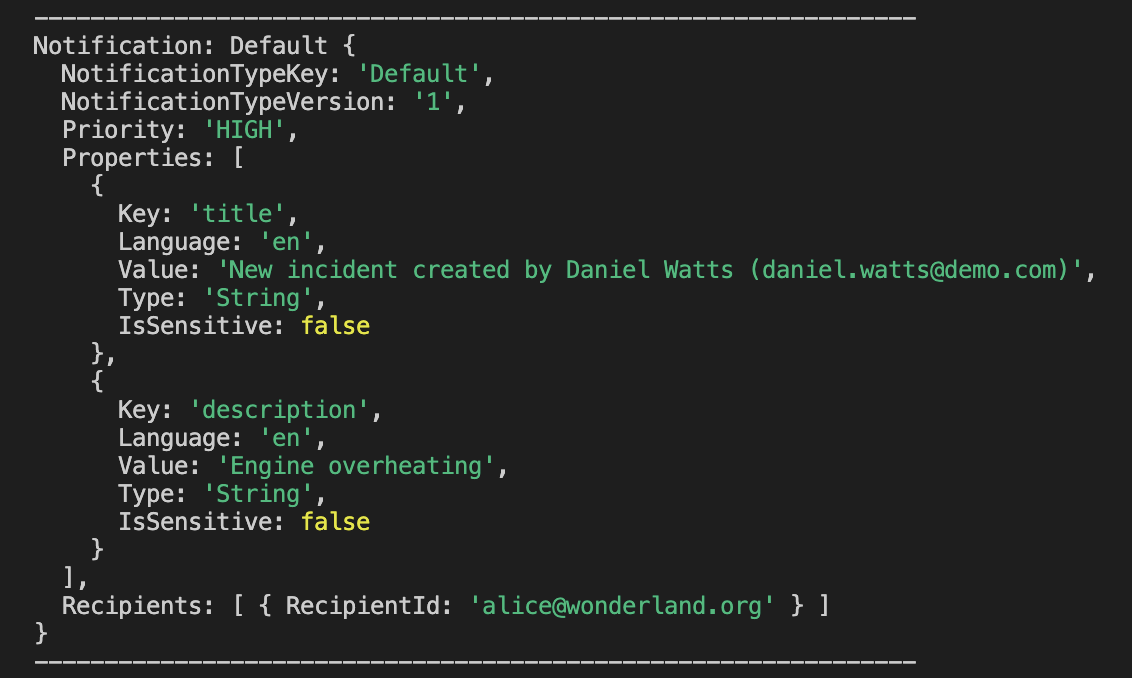 Notification: Default {
  NotificationTypeKey: 'Default',
  NotificationTypeVersion: '1',
  Priority: 'HIGH',
  Properties: [
    {
      Key: 'title',
      Language: 'en',
      Value: 'New incident created by Daniel Watts (daniel.watts@demo.com)',
      Type: 'String',
      IsSensitive: false
    },
    {
      Key: 'description',
      Language: 'en',
      Value: 'Engine overheating',
      Type: 'String',
      IsSensitive: false
    }
  ],
  Recipients: [ { RecipientId: 'alice@wonderland.org' } ]
}